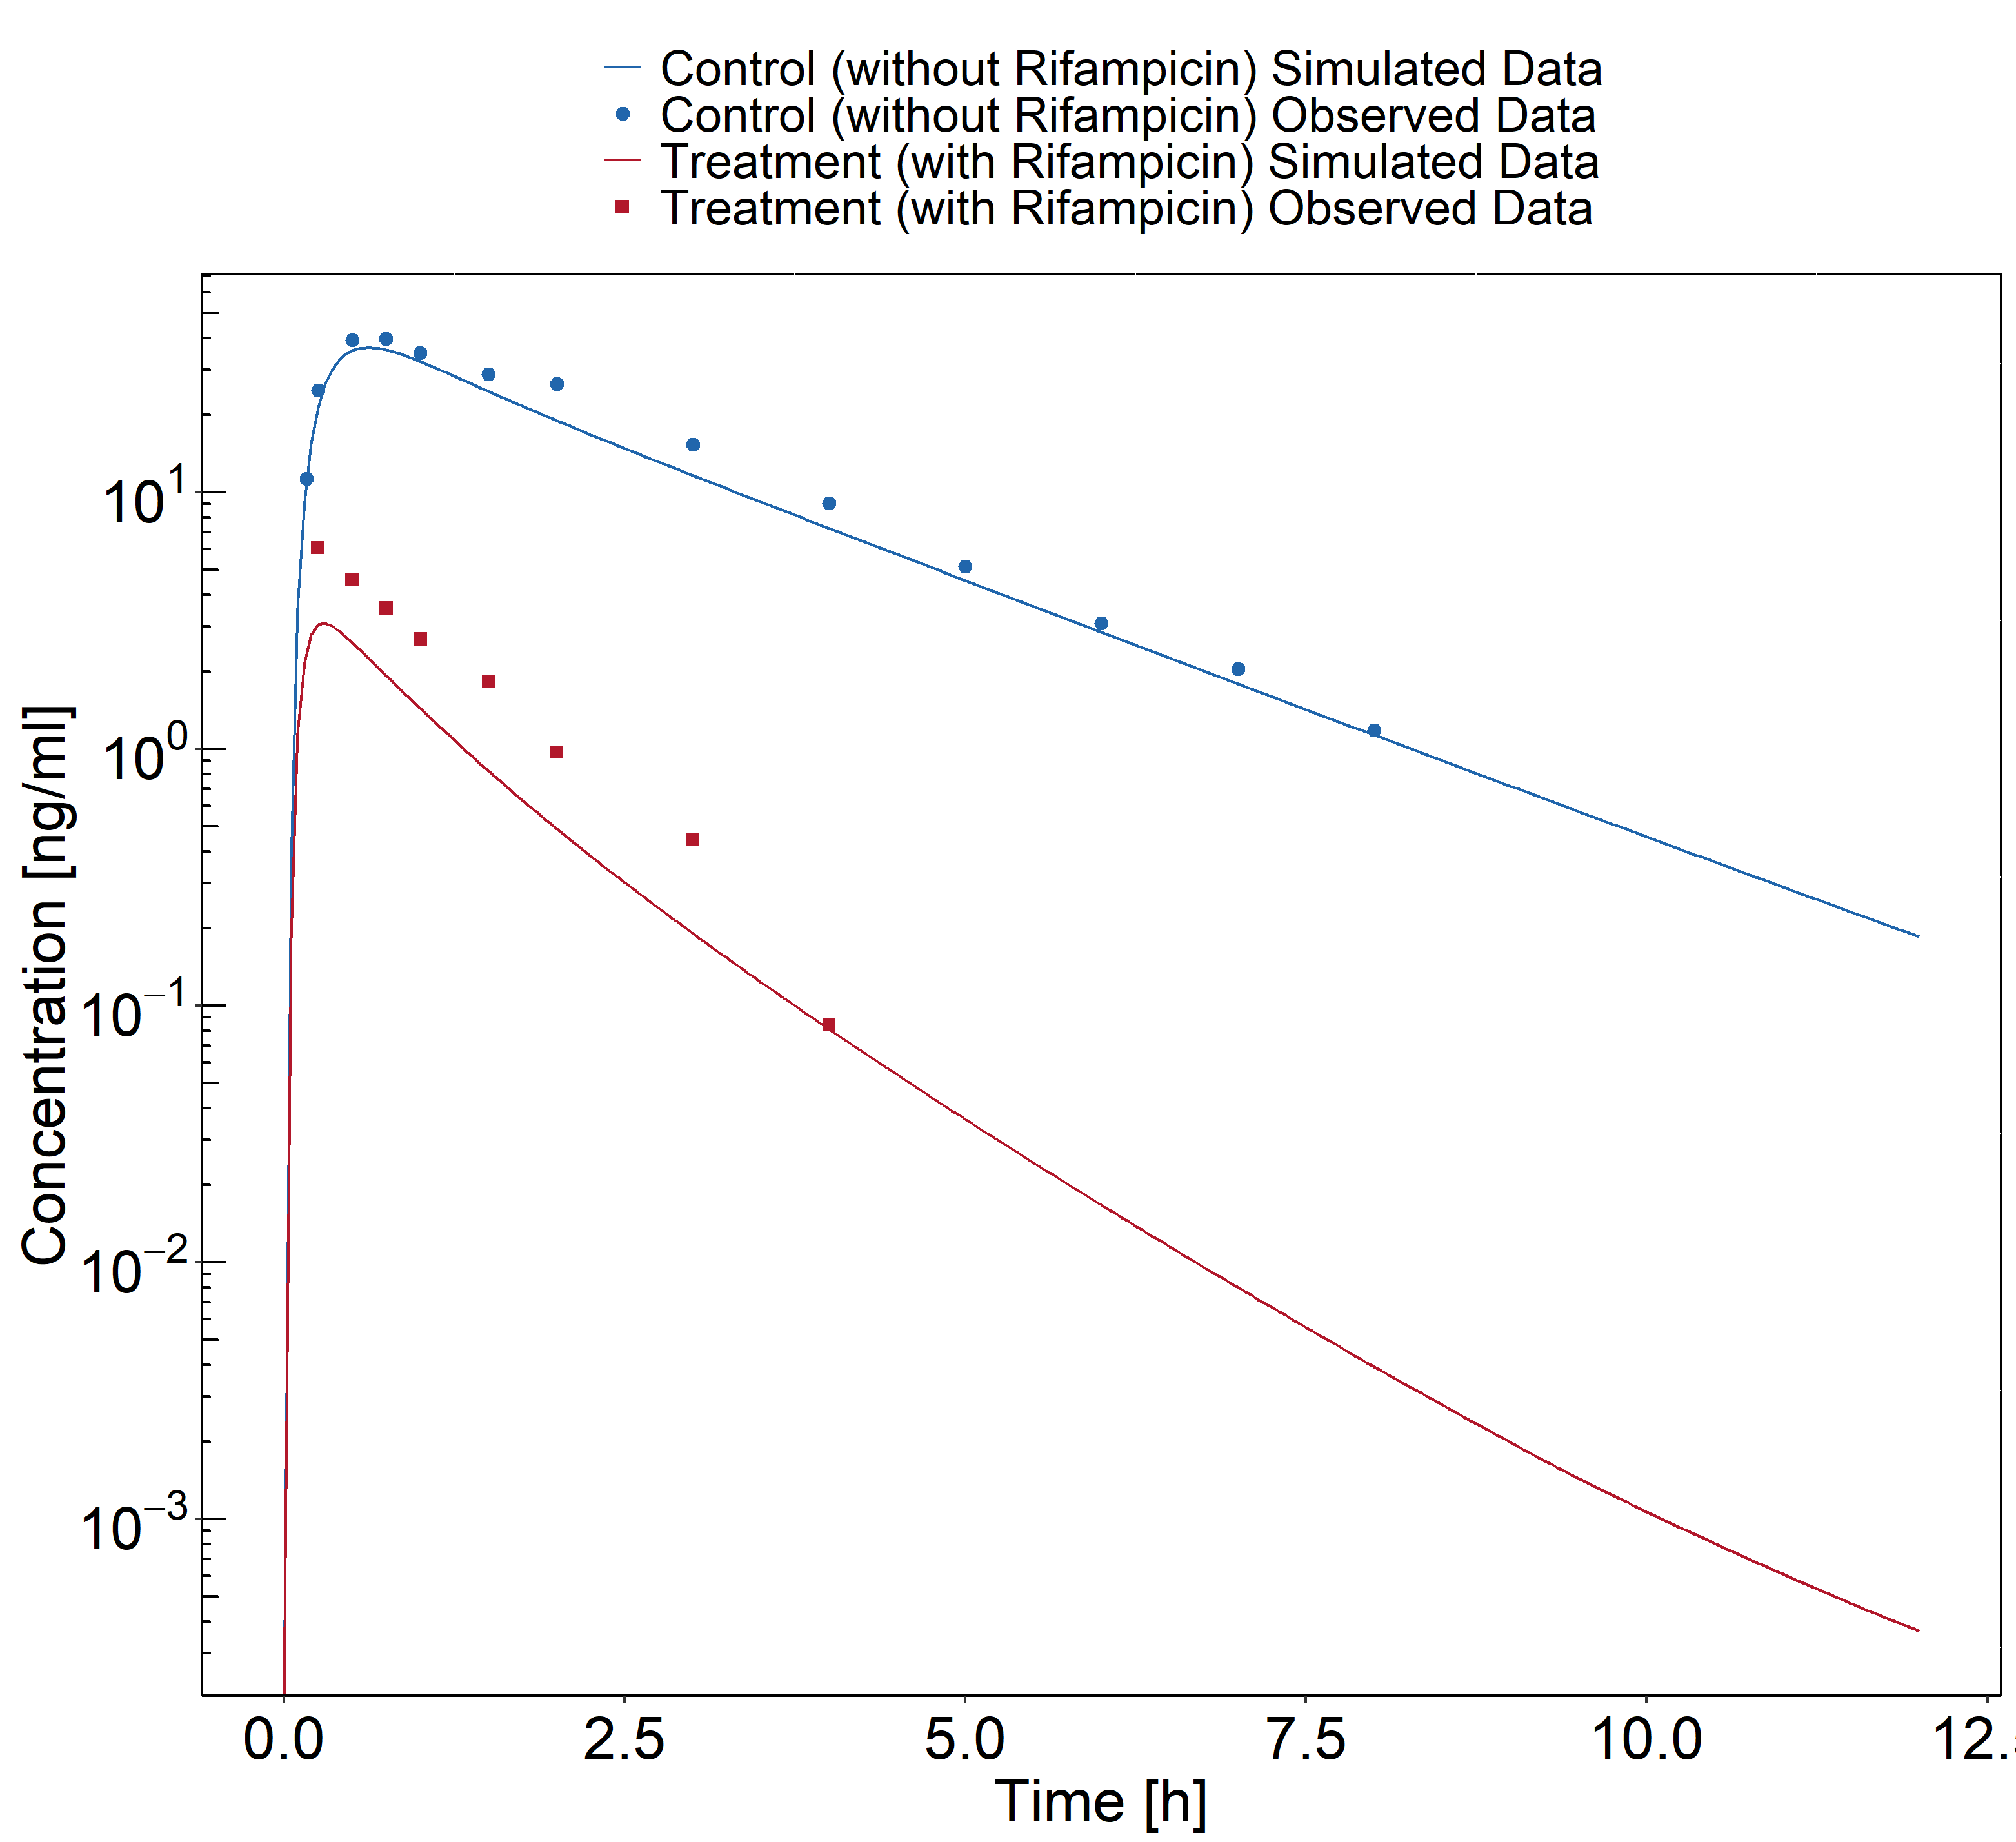 Control (without Rifampicin) Simulated Data
Control (without Rifampicin) Observed Data
Treatment (with Rifampicin) Simulated Data
Treatment (with Rifampicin) Observed Data
Concentration [ng/ml]
10¹
10⁰
10⁻¹
10⁻²
10⁻³
0.0 2.5 5.0 7.5 10.0
Time [h]